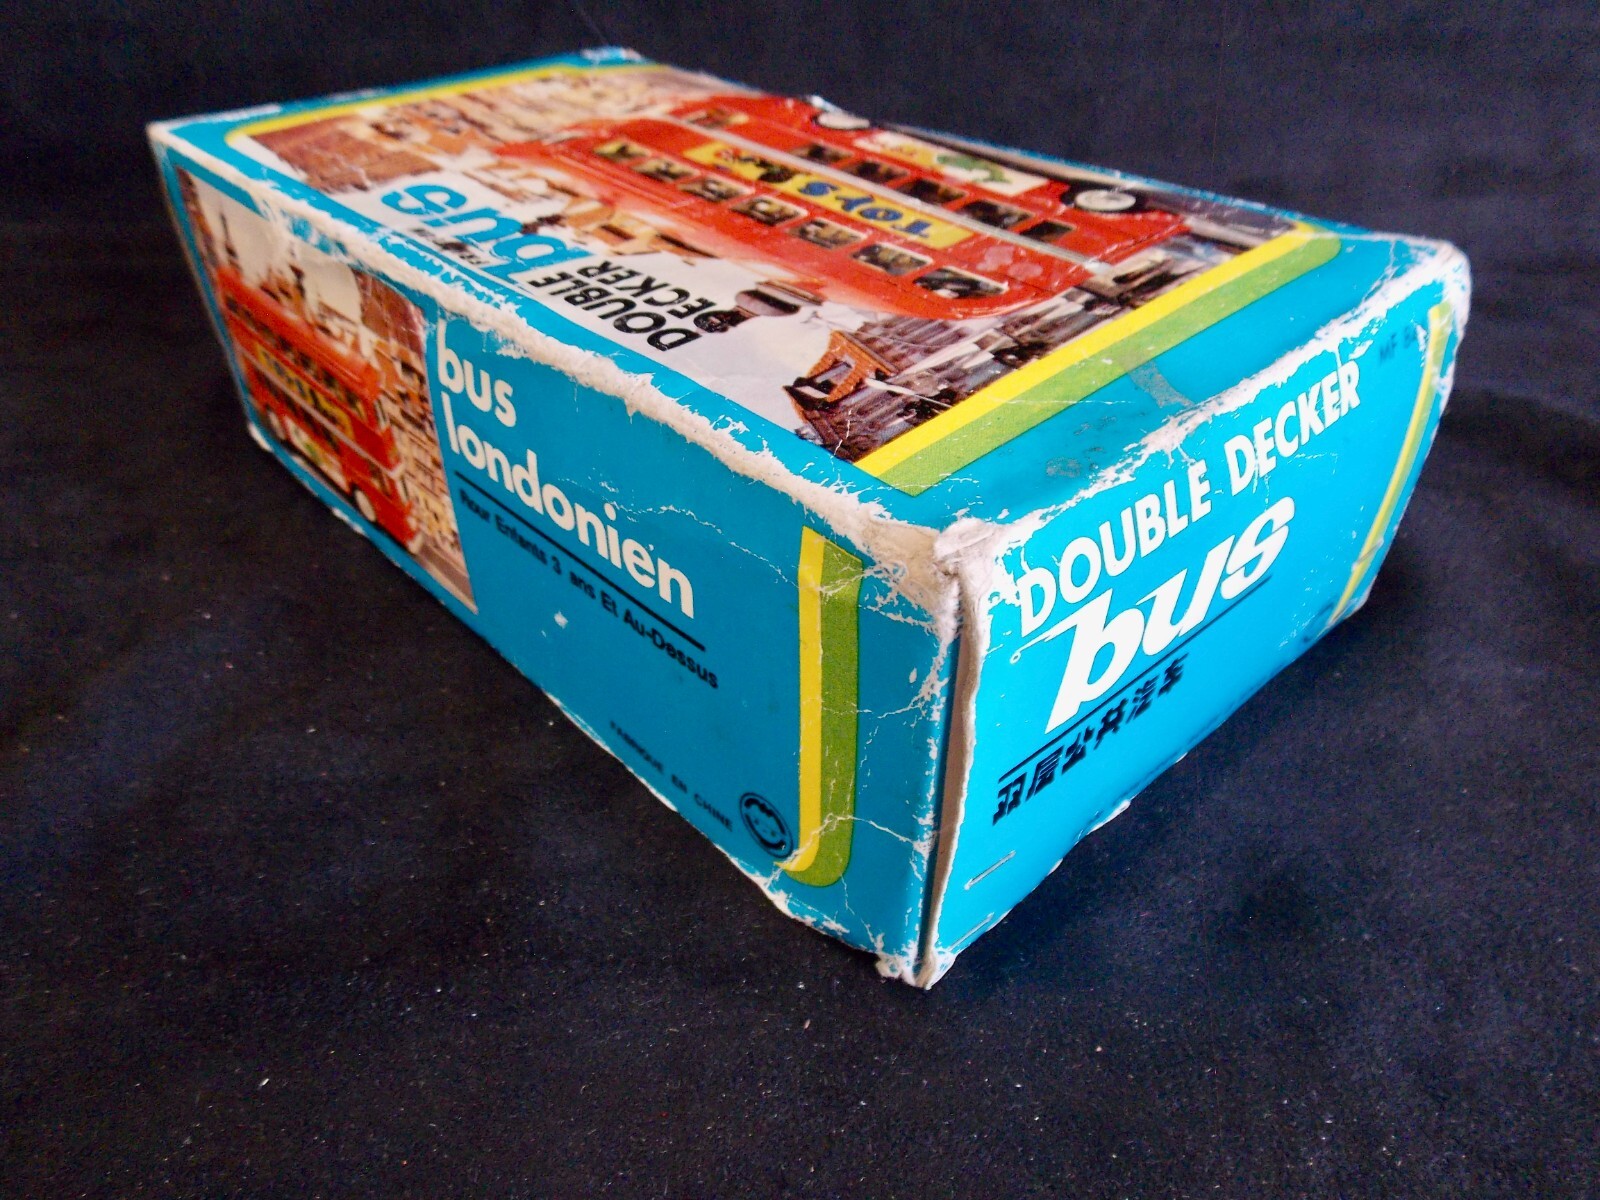 DOUBLE
DECKER
bus
TOYS
bus
londonien
Pour Enfants 3 ans Et Au-Dessus
FABRIQUE EN CHINE
MF
DOUBLE DECKER
bus
双层公共汽车